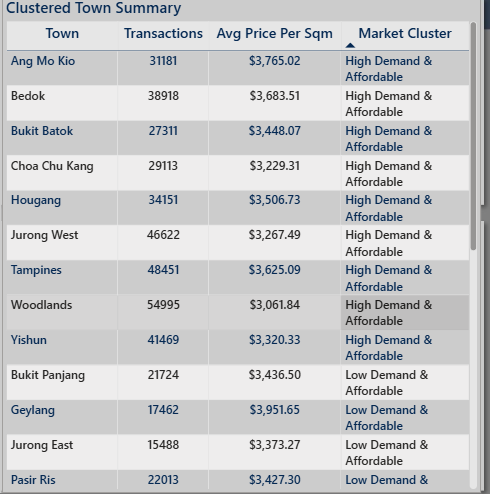 Clustered Town Summary
Town Transactions Avg Price Per Sqm Market Cluster
Ang Mo Kio 31181 $3,765.02 High Demand &
Affordable
Bedok 38918 $3,683.51 High Demand &
Affordable
Bukit Batok 27311 $3,448.07 High Demand &
Affordable
Choa Chu Kang 29113 $3,229.31 High Demand &
Affordable
Hougang 34151 $3,506.73 High Demand &
Affordable
Jurong West 46622 $3,267.49 High Demand &
Affordable
Tampines 48451 $3,625.09 High Demand &
Affordable
Woodlands 54995 $3,061.84 High Demand &
Affordable
Yishun 41469 $3,320.33 High Demand &
Affordable
Bukit Panjang 21724 $3,436.50 Low Demand &
Affordable
Geylang 17462 $3,951.65 Low Demand &
Affordable
Jurong East 15488 $3,373.27 Low Demand &
Affordable
Pasir Ris 22013 $3,427.30 Low Demand &